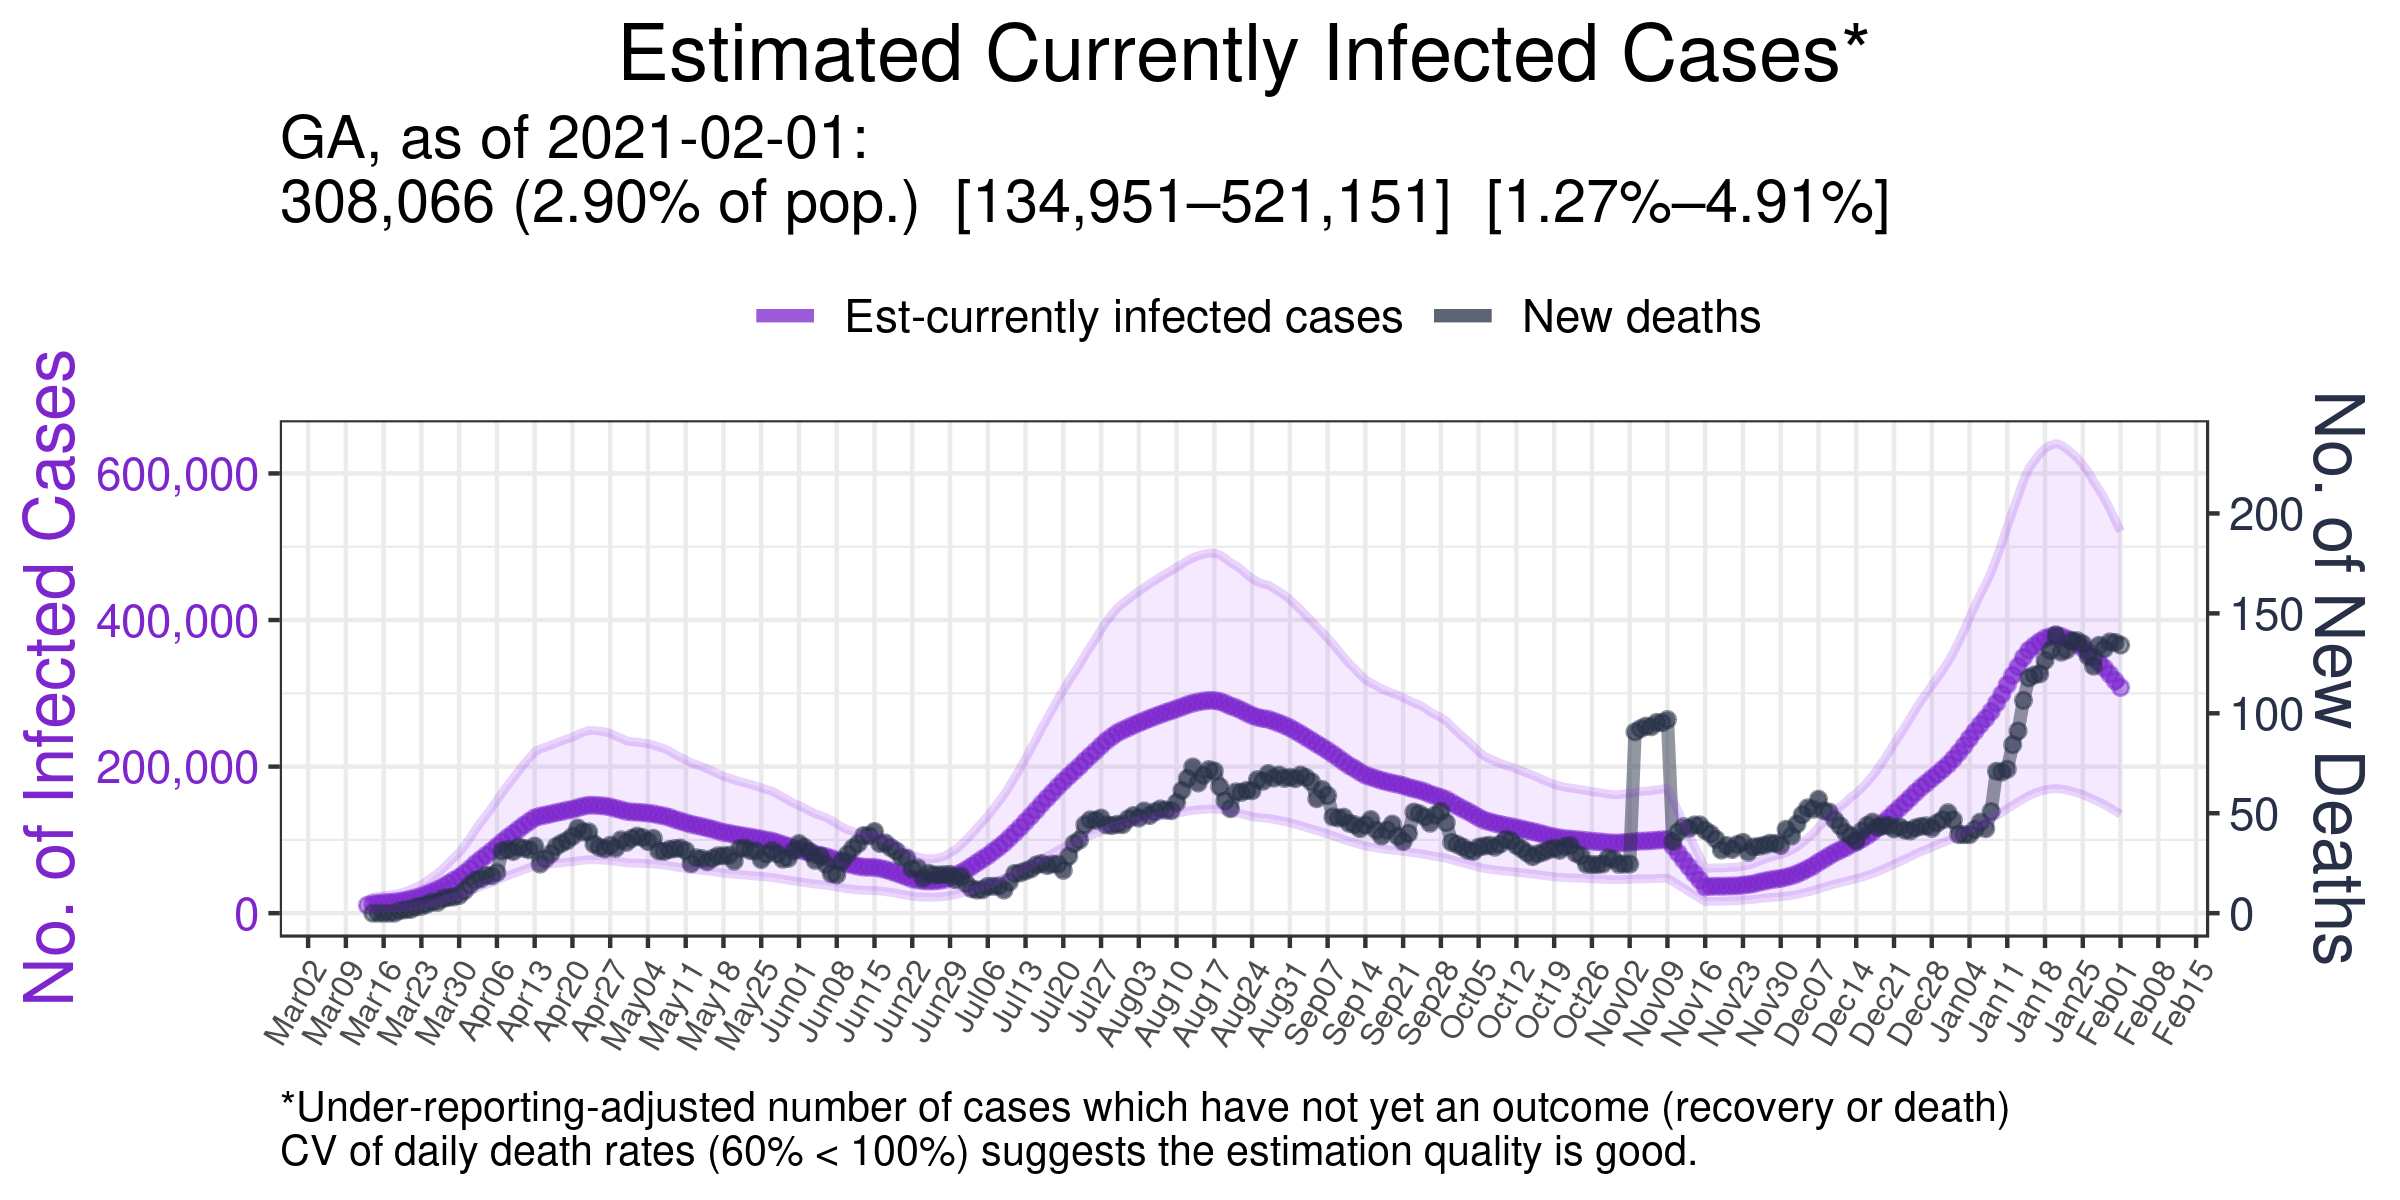 Estimated Currently Infected Cases*
GA, as of 2021-02-01:
308,066 (2.90% of pop.) [134,951–521,151] [1.27%–4.91%]
Est-currently infected cases
New deaths
No. of Infected Cases
600,000
400,000
200,000
0
No. of New Deaths
200
150
100
50
0
Mar02
Mar09
Mar16
Mar23
Mar30
Apr06
Apr13
Apr20
Apr27
May04
May11
May18
May25
Jun01
Jun08
Jun15
Jun22
Jun29
Jul06
Jul13
Jul20
Jul27
Aug03
Aug10
Aug17
Aug24
Aug31
Sep07
Sep14
Sep21
Sep28
Oct05
Oct12
Oct19
Oct26
Nov02
Nov09
Nov16
Nov23
Nov30
Dec07
Dec14
Dec21
Dec28
Jan04
Jan11
Jan18
Jan25
Feb01
Feb08
Feb15
*Under-reporting-adjusted number of cases which have not yet an outcome (recovery or death)
CV of daily death rates (60% < 100%) suggests the estimation quality is good.